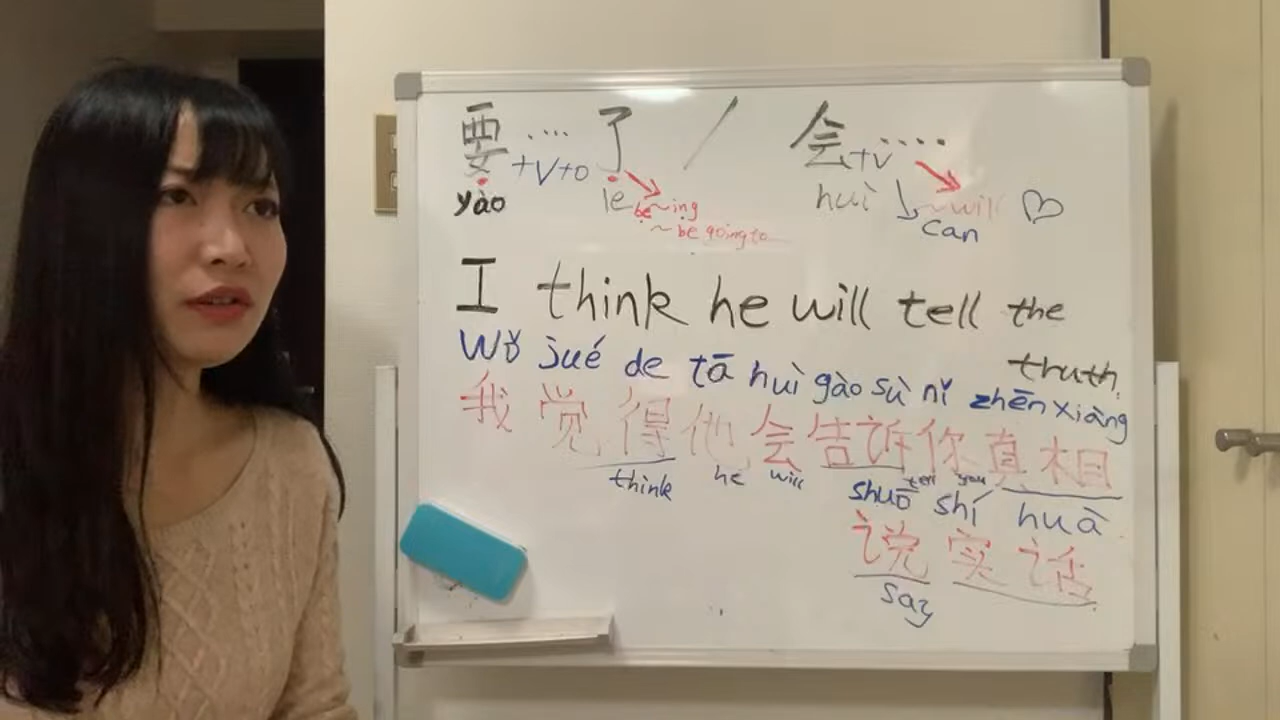 要 .... 了 / 会 ....
+V+O +V
yào le huì ~will ♡
be ~ing can
~be going to
I think he will tell the
truth
Wǒ jué de tā huì gào sù nǐ zhēn xiàng
我觉得他会告诉你真相
think he will tell you
shuō shí huà
说实话
say